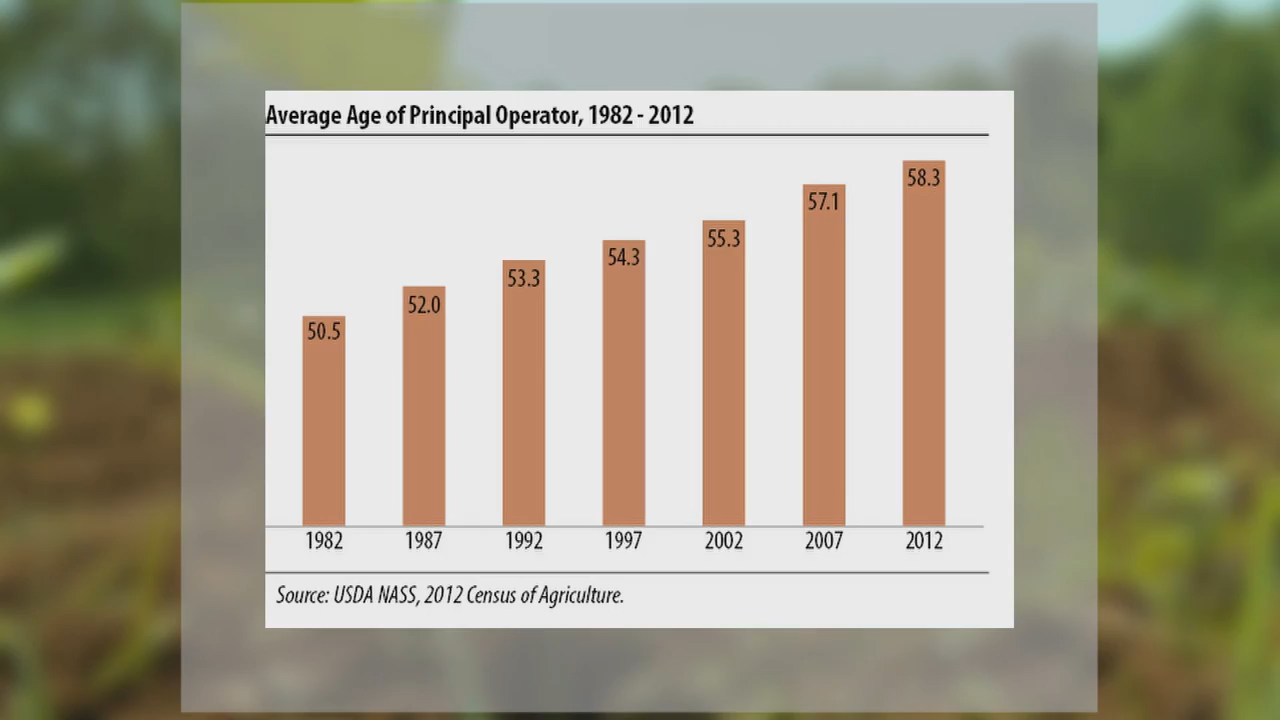 Average Age of Principal Operator, 1982 - 2012
50.5
52.0
53.3
54.3
55.3
57.1
58.3
1982 1987 1992 1997 2002 2007 2012
Source: USDA NASS, 2012 Census of Agriculture.